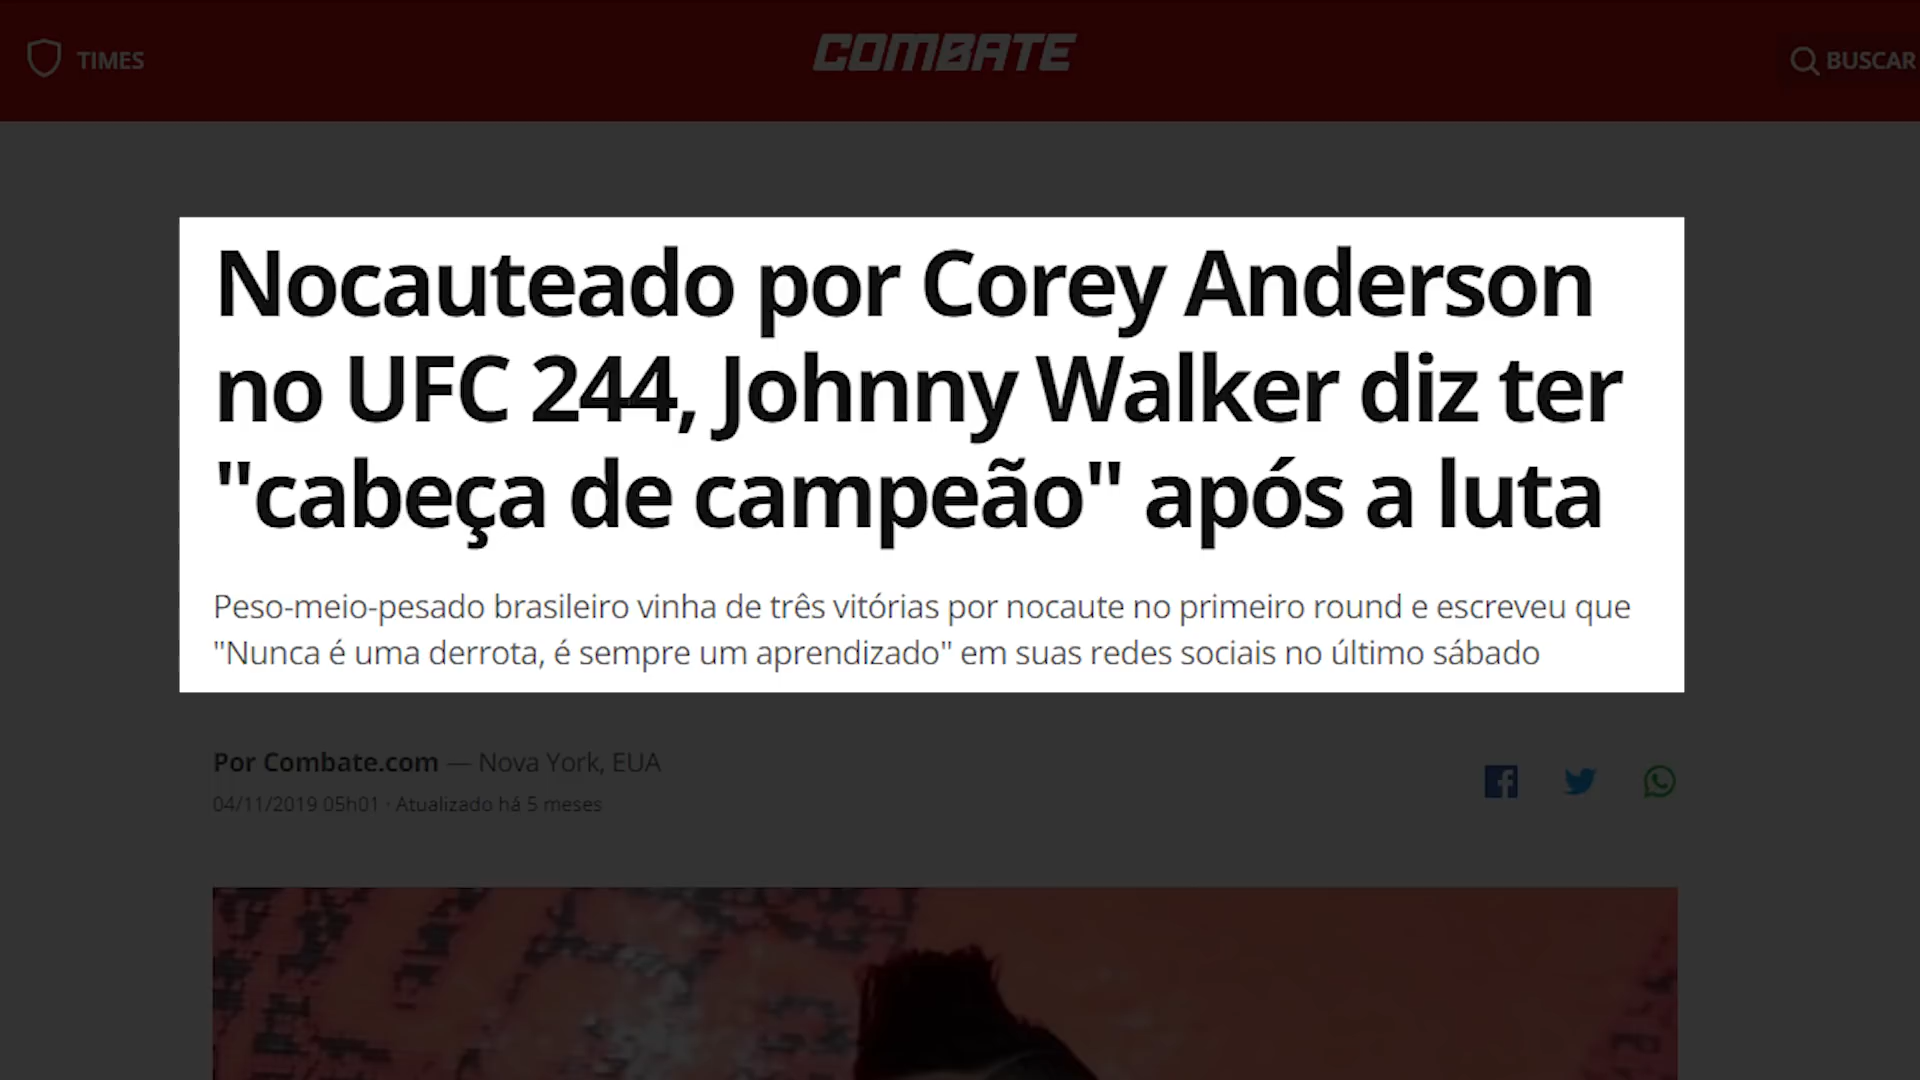 TIMES
COMBATE
BUSCAR
Nocauteado por Corey Anderson
no UFC 244, Johnny Walker diz ter
"cabeça de campeão" após a luta
Peso-meio-pesado brasileiro vinha de três vitórias por nocaute no primeiro round e escreveu que
"Nunca é uma derrota, é sempre um aprendizado" em suas redes sociais no último sábado
Por Combate.com — Nova York, EUA
04/11/2019 05h01 · Atualizado há 5 meses